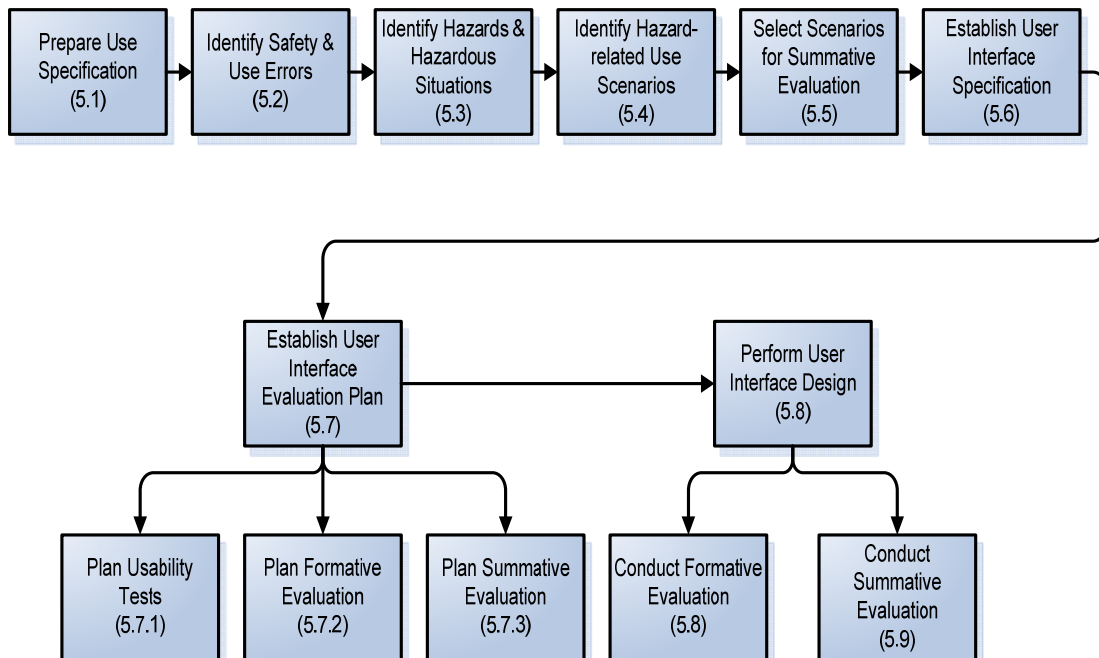 Prepare Use
Specification
(5.1)
Identify Safety &
Use Errors
(5.2)
Identify Hazards &
Hazardous
Situations
(5.3)
Identify Hazard-
related Use
Scenarios
(5.4)
Select Scenarios
for Summative
Evaluation
(5.5)
Establish User
Interface
Specification
(5.6)
Establish User
Interface
Evaluation Plan
(5.7)
Perform User
Interface Design
(5.8)
Plan Usability
Tests
(5.7.1)
Plan Formative
Evaluation
(5.7.2)
Plan Summative
Evaluation
(5.7.3)
Conduct Formative
Evaluation
(5.8)
Conduct
Summative
Evaluation
(5.9)